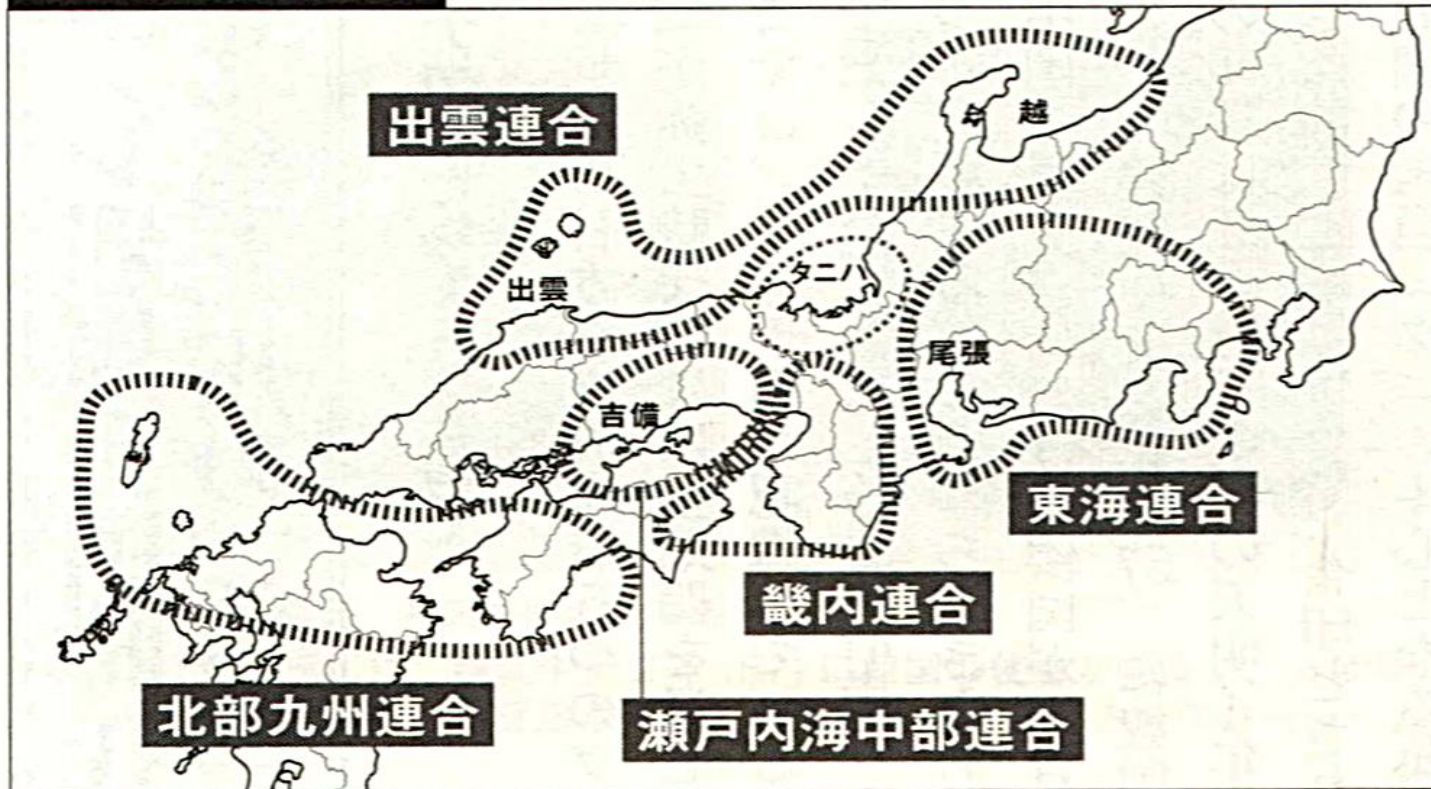 出雲連合
越
タニハ
出雲
尾張
吉備
東海連合
畿内連合
北部九州連合
瀬戸内海中部連合